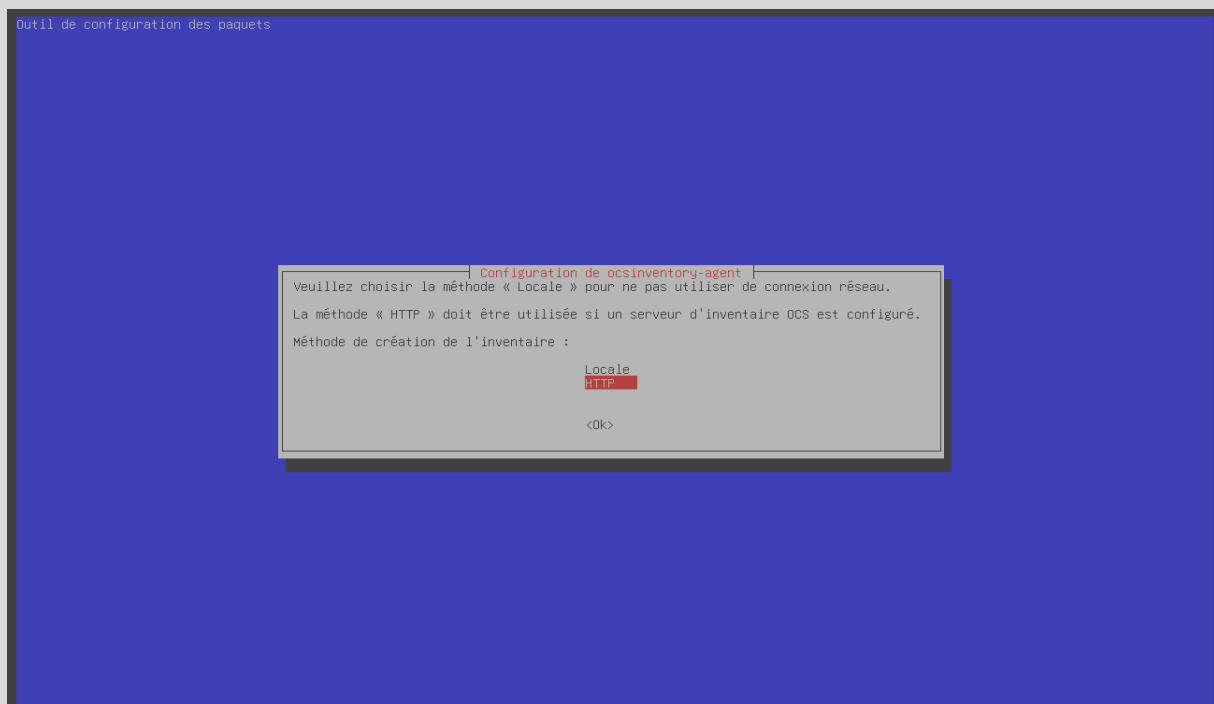 Outil de configuration des paquets
Configuration de ocsinventory-agent
Veuillez choisir la méthode « Locale » pour ne pas utiliser de connexion réseau.
La méthode « HTTP » doit être utilisée si un serveur d'inventaire OCS est configuré.
Méthode de création de l'inventaire :
Locale
HTTP
<Ok>